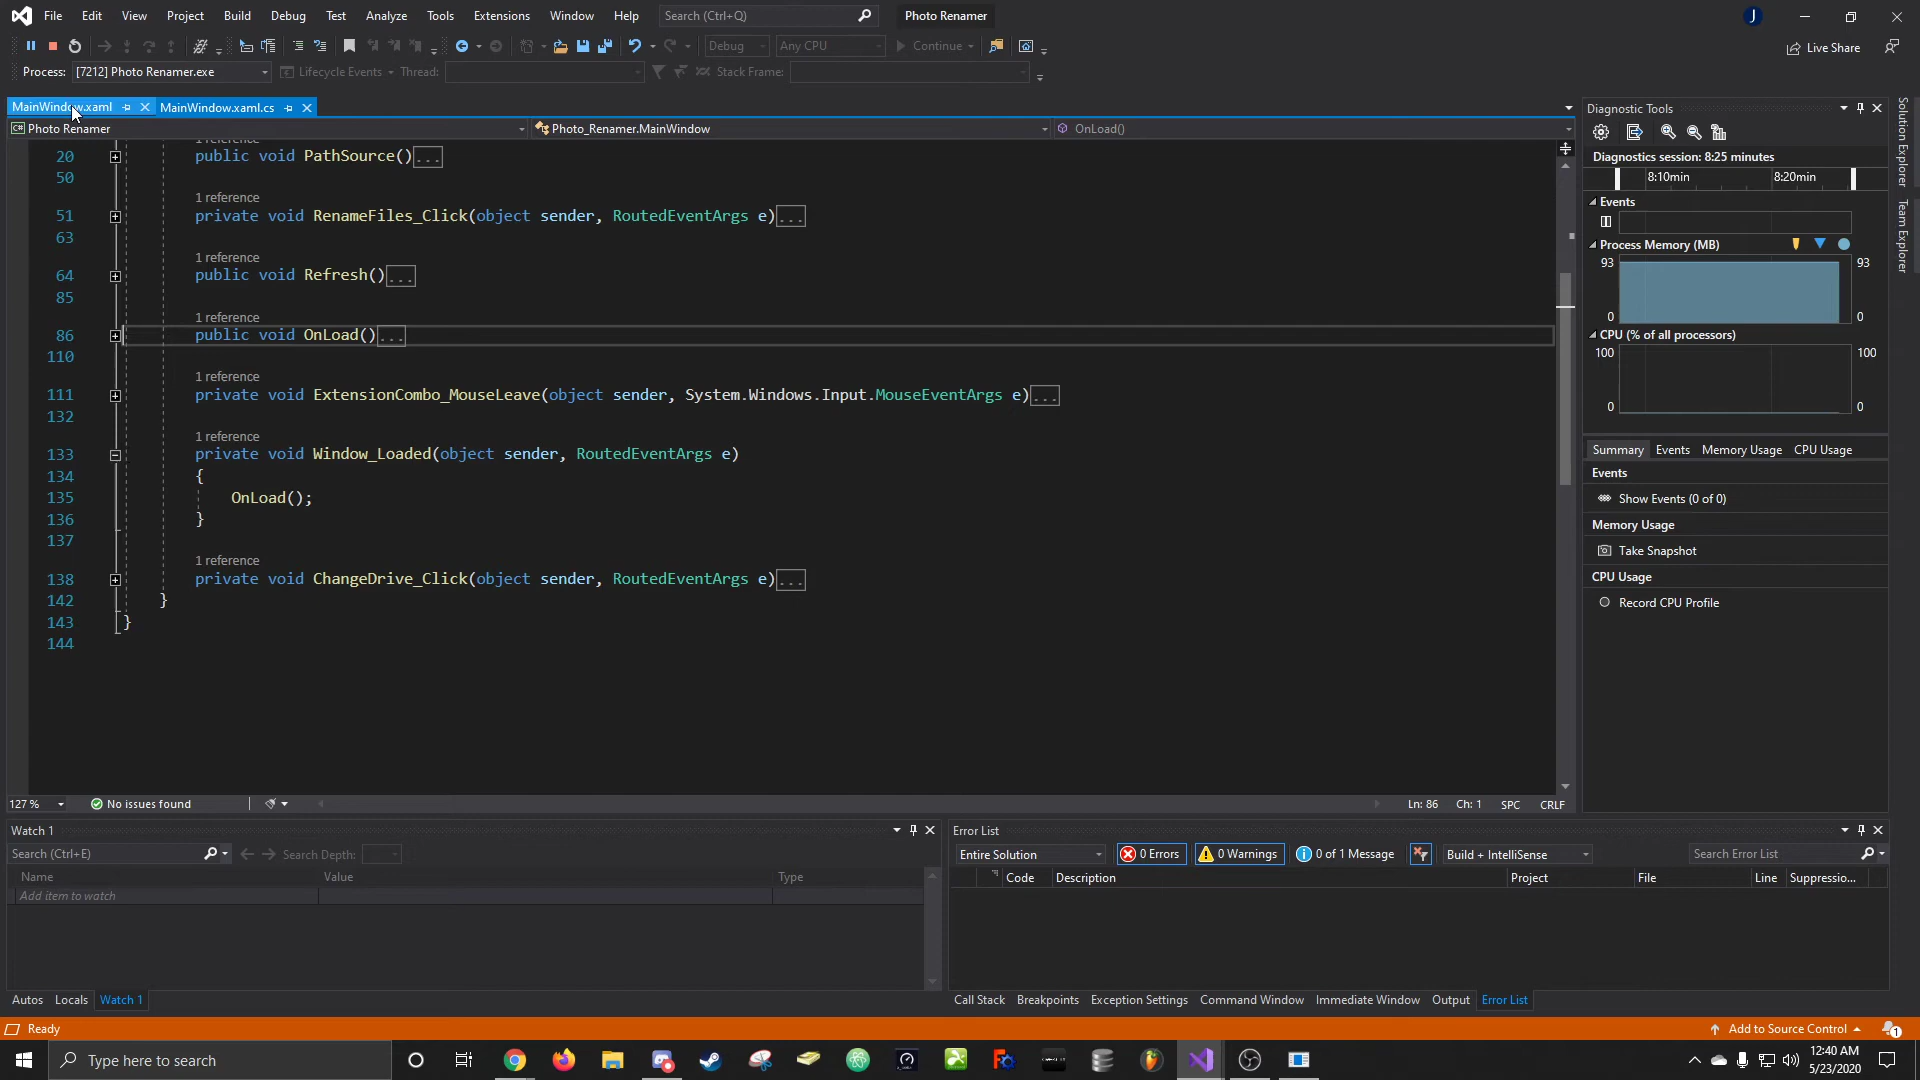 File Edit View Project Build Debug Test Analyze Tools Extensions Window Help Search (Ctrl+Q) Photo Renamer J
Debug Any CPU Continue Live Share
Process: [7212] Photo Renamer.exe Lifecycle Events Thread: Stack Frame:
MainWindow.xaml MainWindow.xaml.cs
Photo Renamer Photo_Renamer.MainWindow OnLoad()
1 reference
20 public void PathSource()...
50
1 reference
51 private void RenameFiles_Click(object sender, RoutedEventArgs e)...
63
1 reference
64 public void Refresh()...
85
1 reference
86 public void OnLoad()...
110
1 reference
111 private void ExtensionCombo_MouseLeave(object sender, System.Windows.Input.MouseEventArgs e)...
132
1 reference
133 private void Window_Loaded(object sender, RoutedEventArgs e)
134 {
135 OnLoad();
136 }
137
1 reference
138 private void ChangeDrive_Click(object sender, RoutedEventArgs e)...
142 }
143 }
144
127 % No issues found Ln: 86 Ch: 1 SPC CRLF
Diagnostic Tools
Diagnostics session: 8:25 minutes
8:10min 8:20min
Events
Process Memory (MB)
93 93
0 0
CPU (% of all processors)
100 100
0 0
Summary Events Memory Usage CPU Usage
Events
Show Events (0 of 0)
Memory Usage
Take Snapshot
CPU Usage
Record CPU Profile
Solution Explorer
Team Explorer
Watch 1
Search (Ctrl+E) Search Depth:
Name Value Type
Add item to watch
Autos Locals Watch 1
Error List
Entire Solution 0 Errors 0 Warnings 0 of 1 Message Build + IntelliSense Search Error List
Code Description Project File Line Suppressio...
Call Stack Breakpoints Exception Settings Command Window Immediate Window Output Error List
Ready Add to Source Control 1
Type here to search
12:40 AM
5/23/2020